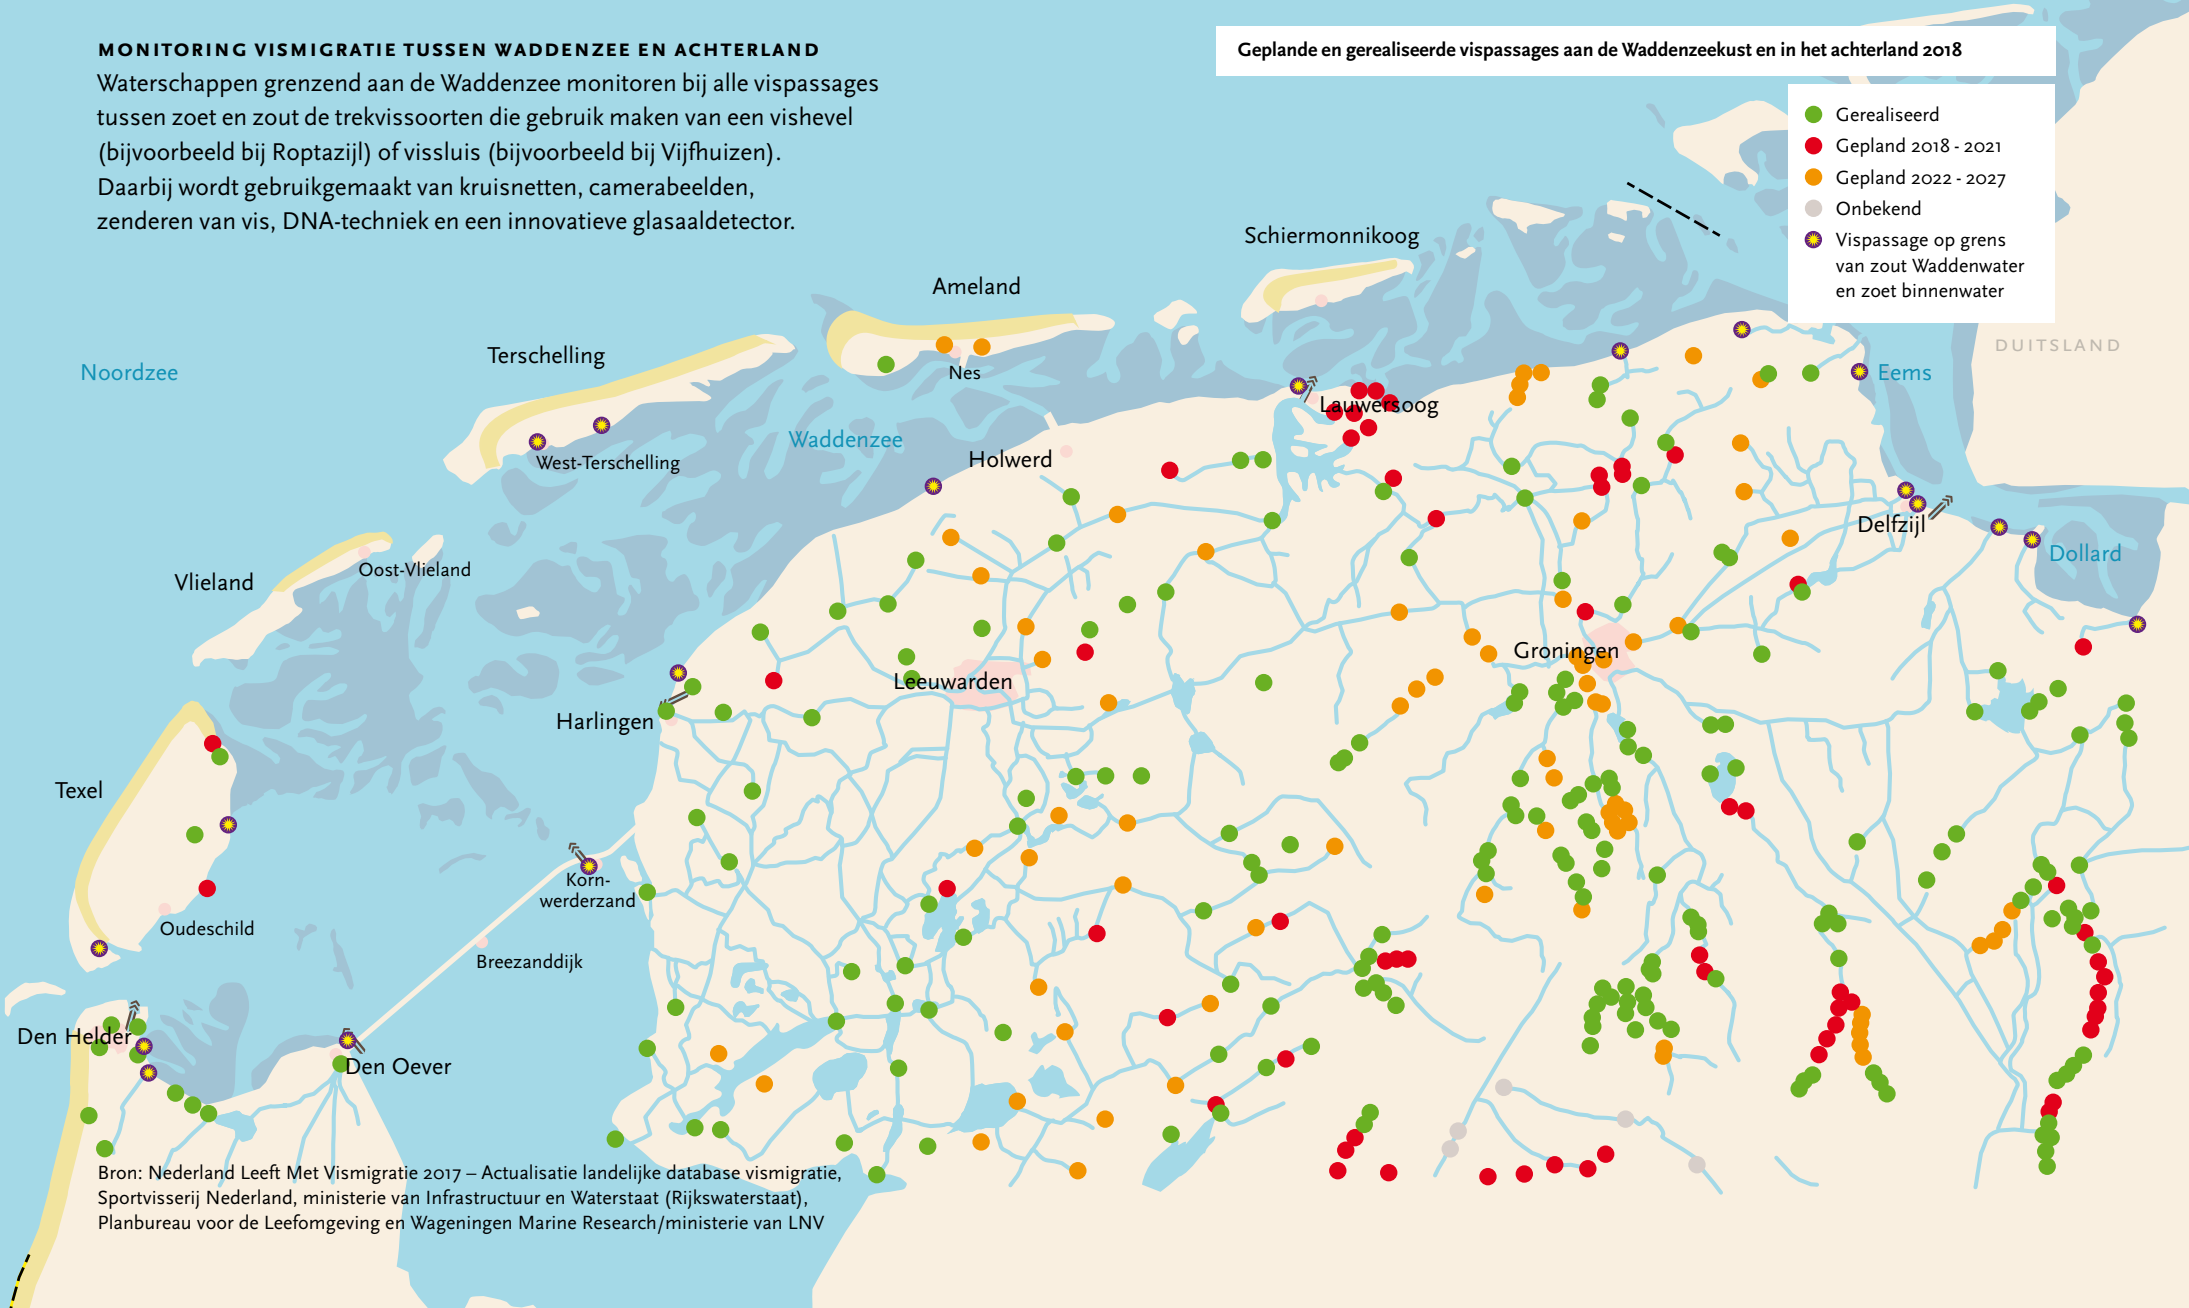 MONITORING VISMIGRATIE TUSSEN WADDENZEE EN ACHTERLAND
Waterschappen grenzend aan de Waddenzee monitoren bij alle vispassages
tussen zoet en zout de trekvissoorten die gebruik maken van een vishevel
(bijvoorbeeld bij Roptazijl) of vissluis (bijvoorbeeld bij Vijfhuizen).
Daarbij wordt gebruikgemaakt van kruisnetten, camerabeelden,
zenderen van vis, DNA-techniek en een innovatieve glasaaldetector.
Geplande en gerealiseerde vispassages aan de Waddenzeekust en in het achterland 2018
Gerealiseerd
Gepland 2018 - 2021
Gepland 2022 - 2027
Onbekend
Vispassage op grens
van zout Waddenwater
en zoet binnenwater
Schiermonnikoog
Ameland
DUITSLAND
Terschelling
Noordzee
Nes
Eems
Lauwersoog
Waddenzee
Holwerd
West-Terschelling
Delfzijl
Dollard
Oost-Vlieland
Vlieland
Groningen
Leeuwarden
Harlingen
Texel
Korn-
werderzand
Oudeschild
Breezanddijk
Den Helder
Den Oever
Bron: Nederland Leeft Met Vismigratie 2017 – Actualisatie landelijke database vismigratie,
Sportvisserij Nederland, ministerie van Infrastructuur en Waterstaat (Rijkswaterstaat),
Planbureau voor de Leefomgeving en Wageningen Marine Research/ministerie van LNV